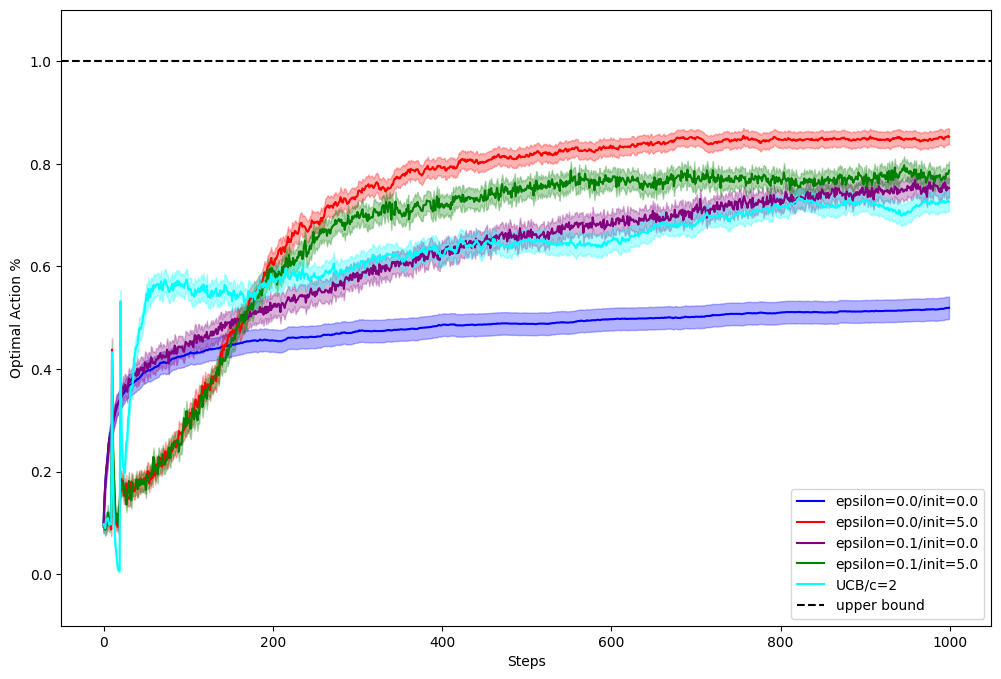 Optimal Action %
1.0
0.8
0.6
0.4
0.2
0.0
0
200
400
600
800
1000
Steps
epsilon=0.0/init=0.0
epsilon=0.0/init=5.0
epsilon=0.1/init=0.0
epsilon=0.1/init=5.0
UCB/c=2
upper bound